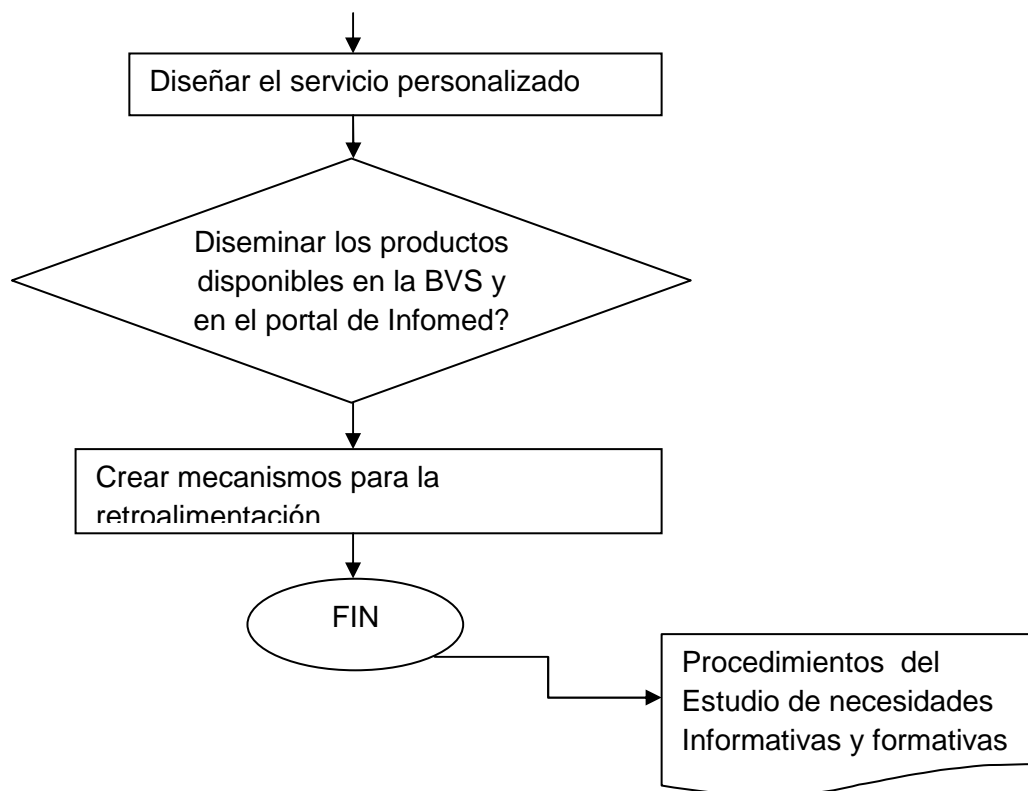 Diseñar el servicio personalizado
Diseminar los productos
disponibles en la BVS y
en el portal de Infomed?
Crear mecanismos para la
retroalimentación
FIN
Procedimientos del
Estudio de necesidades
Informativas y formativas